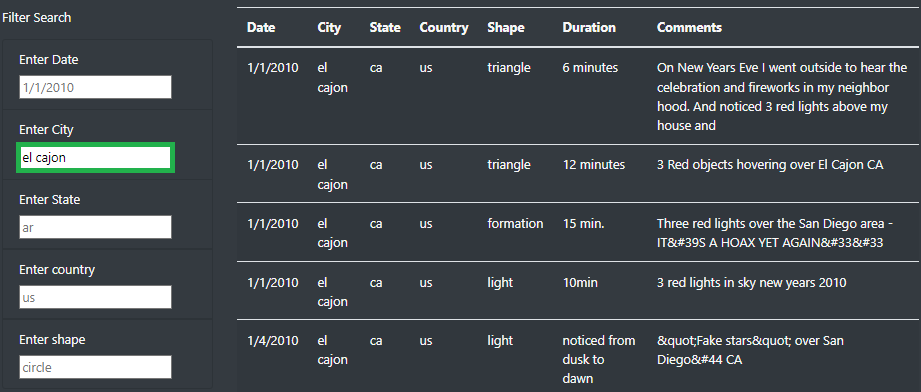 Filter Search
Enter Date
1/1/2010
Enter City
el cajon
Enter State
ar
Enter country
us
Enter shape
circle
Date City State Country Shape Duration Comments
1/1/2010 el ca us triangle 6 minutes On New Years Eve I went outside to hear the
cajon celebration and fireworks in my neighbor
hood. And noticed 3 red lights above my
house and
1/1/2010 el ca us triangle 12 minutes 3 Red objects hovering over El Cajon CA
cajon
1/1/2010 el ca us formation 15 min. Three red lights over the San Diego area -
cajon IT&#39S A HOAX YET AGAIN&#33&#33
1/1/2010 el ca us light 10min 3 red lights in sky new years 2010
cajon
1/4/2010 el ca us light noticed from &quot;Fake stars&quot; over San
cajon dusk to Diego&#44 CA
dawn